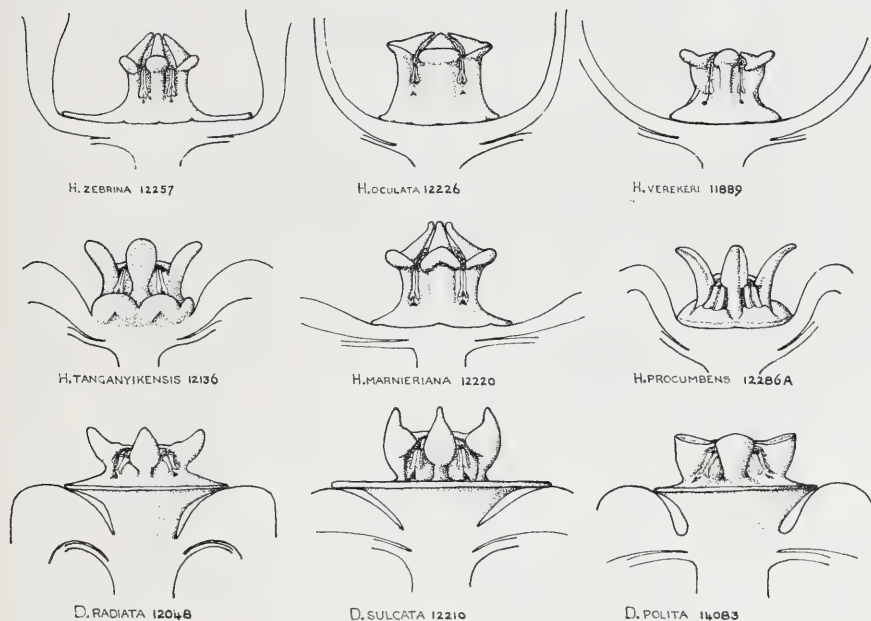 H. ZEBRINA 12257
H. OCULATA 12226
H. VEREKERI 11889
H. TANGANYIKENSIS 12136
H. MARNIERIANA 12220
H. PROCUMBENS 12286A
D. RADIATA 12048
D. SULCATA 12210
D. POLITA 14083